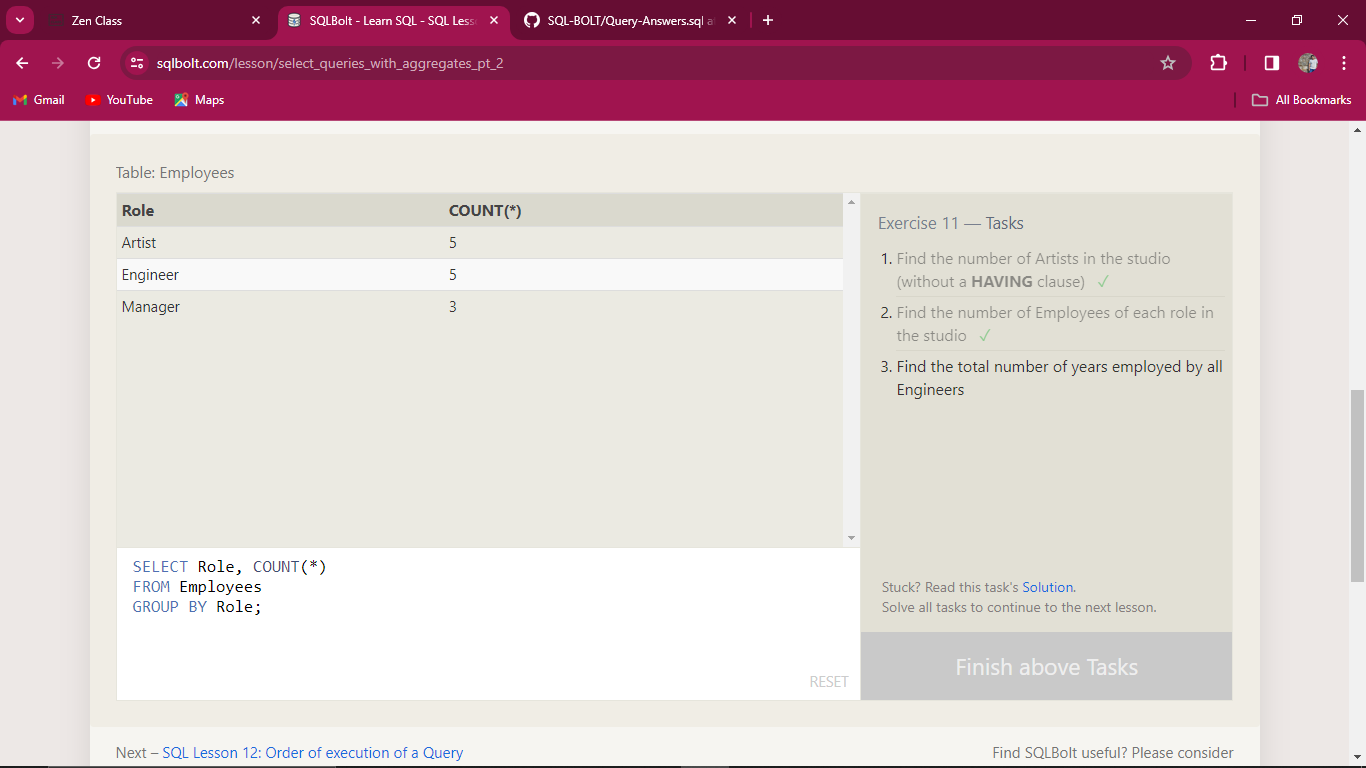 Zen Class
SQLBolt - Learn SQL - SQL Less
SQL-BOLT/Query-Answers.sql a
sqlbolt.com/lesson/select_queries_with_aggregates_pt_2
Gmail
YouTube
Maps
All Bookmarks
Table: Employees
Role COUNT(*)
Artist 5
Engineer 5
Manager 3
SELECT Role, COUNT(*)
FROM Employees
GROUP BY Role;
RESET
Exercise 11 — Tasks
1. Find the number of Artists in the studio
(without a HAVING clause) ✓
2. Find the number of Employees of each role in
the studio ✓
3. Find the total number of years employed by all
Engineers
Stuck? Read this task's Solution.
Solve all tasks to continue to the next lesson.
Finish above Tasks
Next – SQL Lesson 12: Order of execution of a Query
Find SQLBolt useful? Please consider